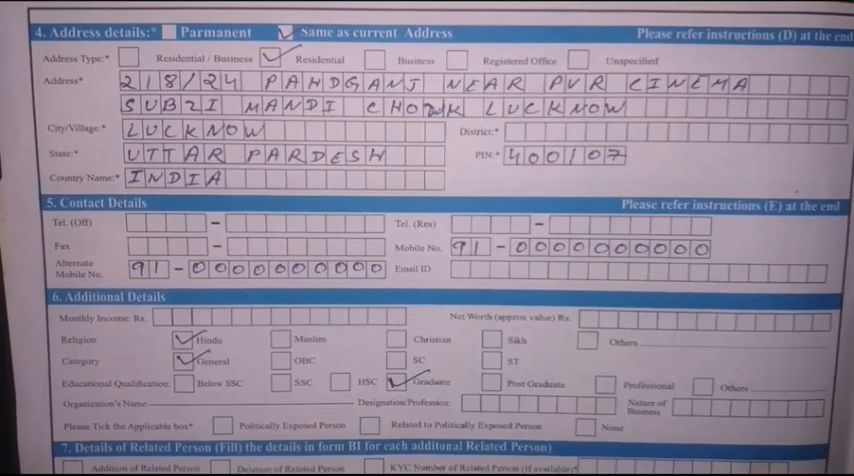 4. Address details:* Parmanent Same as current Address Please refer instructions (D) at the end
Address Type:* Residential / Business Residential Business Registered Office Unspecified
Address* 218/24 PANDGANJ NEAR PVR CINEMA
SUBZI MANDI CHOWK LUCKNOW
City/Village:* LUCKNOW District:*
State:* UTTAR PARDESH PIN:* 400107
Country Name:* INDIA
5. Contact Details Please refer instructions (E) at the end
Tel. (Off) – Tel. (Res) –
Fax – Mobile No. 91 - 0000000000
Alternate Mobile No. 91 - 0000000000 Email ID
6. Additional Details
Monthly Income: Rs. Net Worth (approx value) Rs.
Religion Hindu Muslim Christian Sikh Others
Category General OBC SC ST
Educational Qualification: Below SSC SSC HSC Graduate Post Graduate Professional Others
Organization's Name: Designation/Profession: Nature of Business
Please Tick the Applicable box* Politically Exposed Person Related to Politically Exposed Person None
7. Details of Related Person (Fill) the details in form BI for each additonal Related Person)
Addition of Related Person Deletion of Related Person KYC Number of Related Person (If available*)